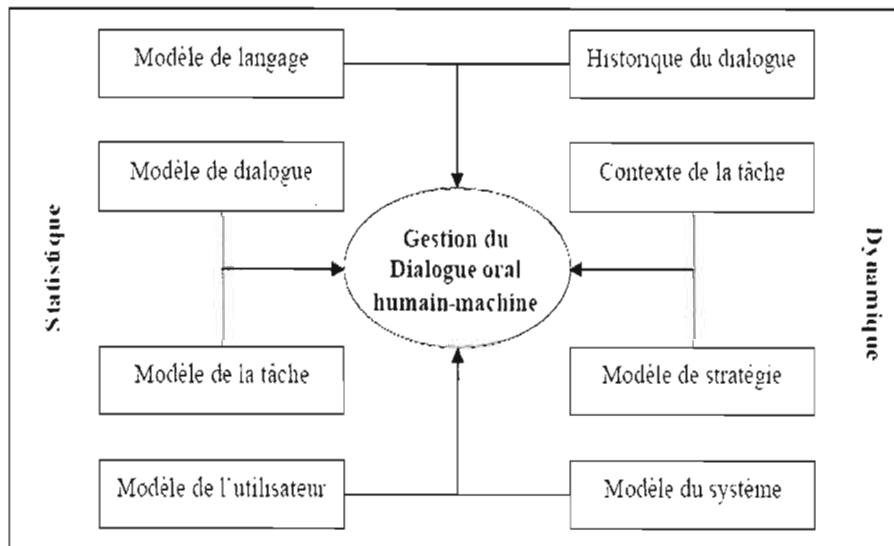 Modèle de langage
Historique du dialogue
Modèle de dialogue
Contexte de la tâche
Statistique
Gestion du
Dialogue oral
humain-machine
Dynamique
Modèle de la tâche
Modèle de stratégie
Modèle de l'utilisateur
Modèle du système